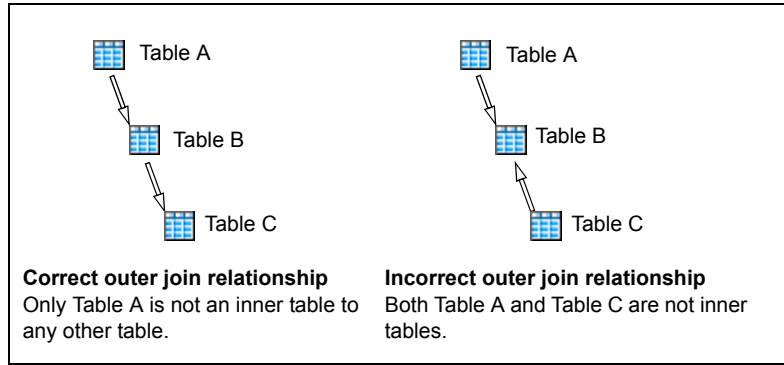 Table A
Table B
Table C
Correct outer join relationship
Only Table A is not an inner table to
any other table.
Table A
Table B
Table C
Incorrect outer join relationship
Both Table A and Table C are not inner
tables.